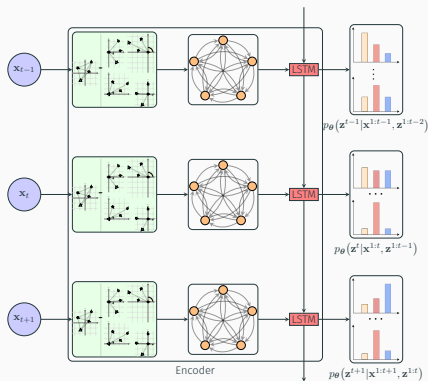 x_{t−1}
LSTM
p_θ(z^{t−1}|x^{1:t−1}, z^{1:t−2})
x_t
LSTM
p_θ(z^t|x^{1:t}, z^{1:t−1})
x_{t+1}
LSTM
p_θ(z^{t+1}|x^{1:t+1}, z^{1:t})
Encoder